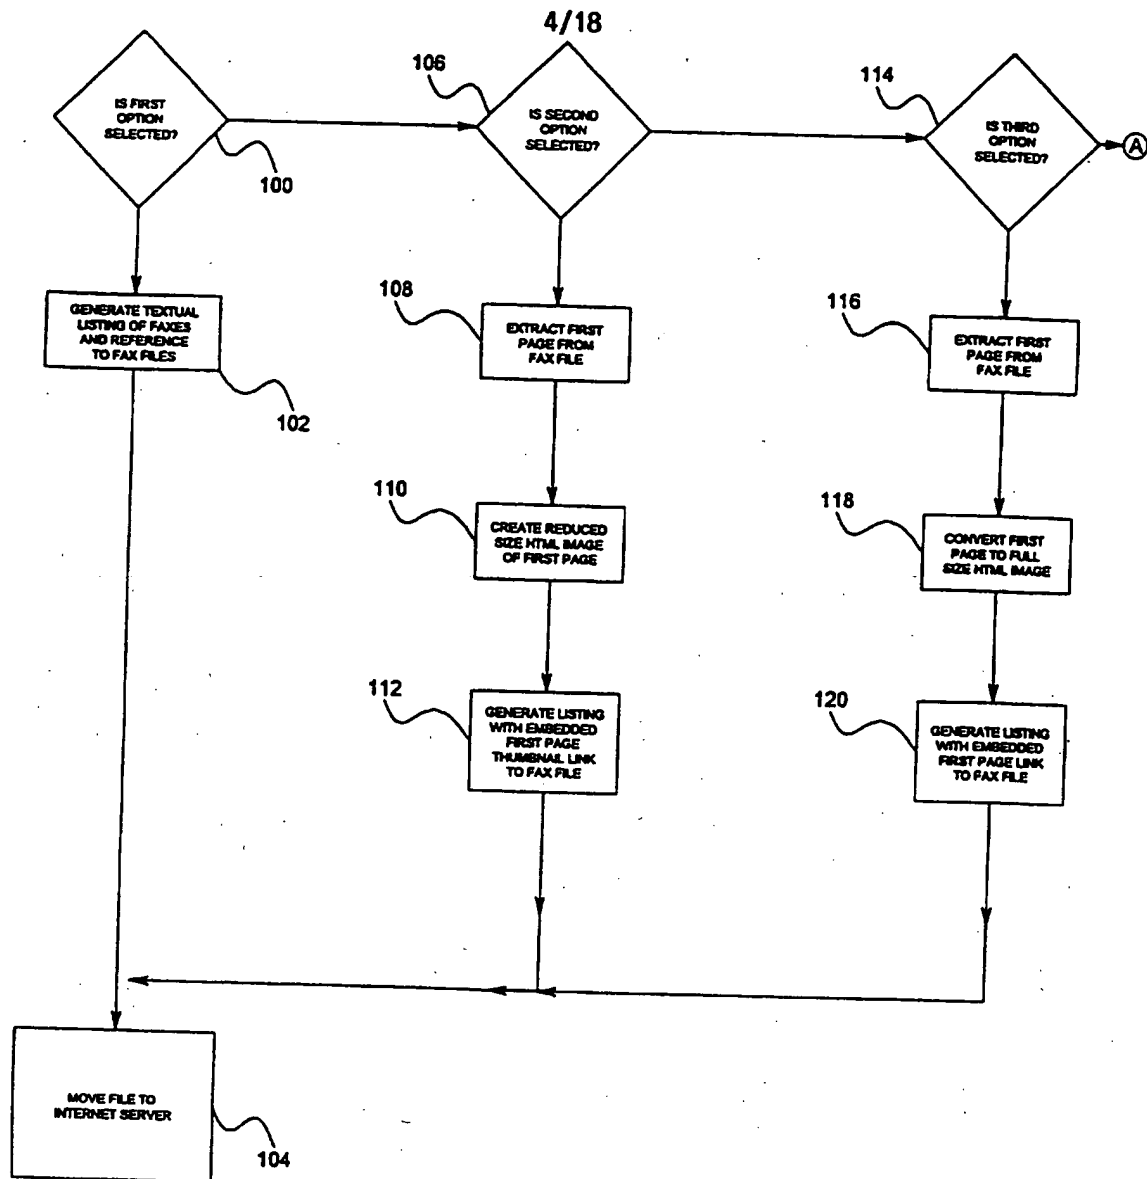 4/18
IS FIRST
OPTION
SELECTED?
100
106
IS SECOND
OPTION
SELECTED?
114
IS THIRD
OPTION
SELECTED?
A
GENERATE TEXTUAL
LISTING OF FAXES
AND REFERENCE
TO FAX FILES
102
108
EXTRACT FIRST
PAGE FROM
FAX FILE
116
EXTRACT FIRST
PAGE FROM
FAX FILE
110
CREATE REDUCED
SIZE HTML IMAGE
OF FIRST PAGE
118
CONVERT FIRST
PAGE TO FULL
SIZE HTML IMAGE
112
GENERATE LISTING
WITH EMBEDDED
FIRST PAGE
THUMBNAIL LINK
TO FAX FILE
120
GENERATE LISTING
WITH EMBEDDED
FIRST PAGE LINK
TO FAX FILE
MOVE FILE TO
INTERNET SERVER
104